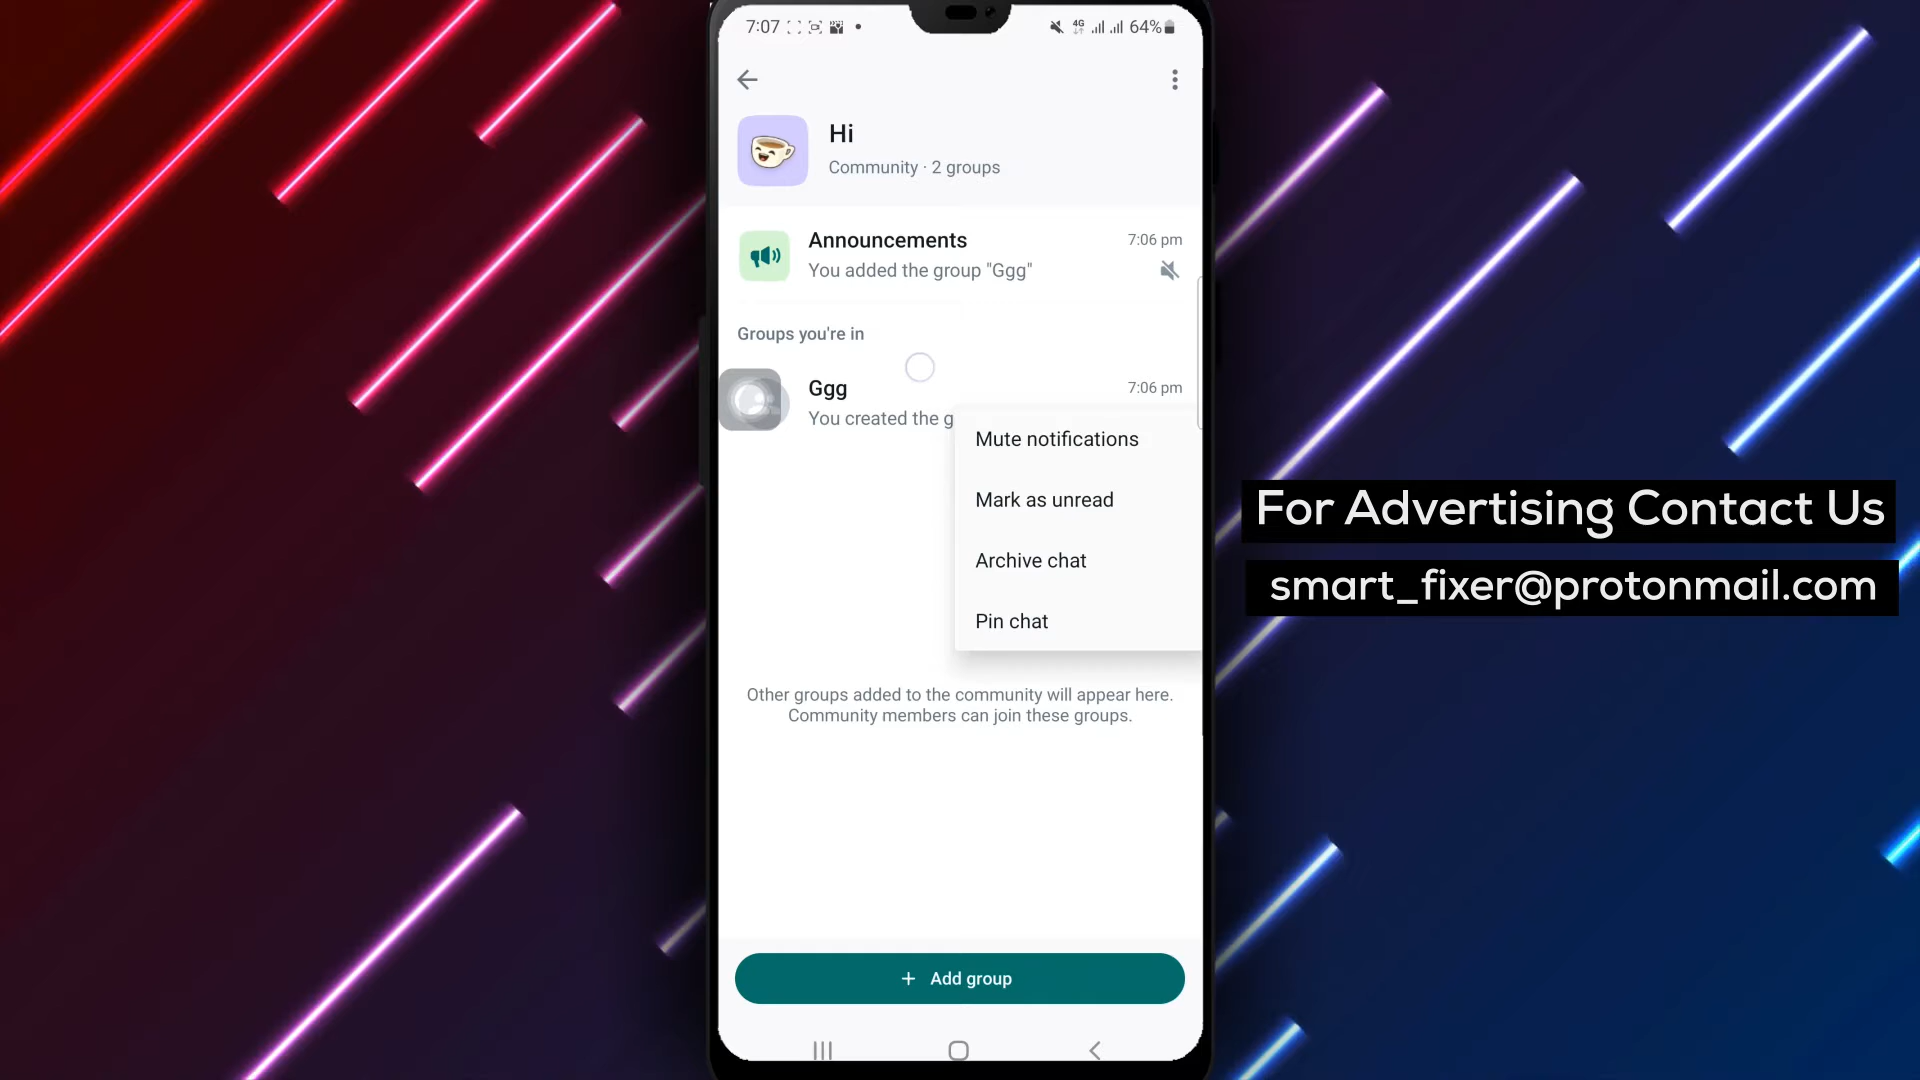 7:07
4G
64%
Hi
Community · 2 groups
Announcements
7:06 pm
You added the group "Ggg"
Groups you're in
Ggg
7:06 pm
You created the g
Mute notifications
Mark as unread
Archive chat
Pin chat
Other groups added to the community will appear here.
Community members can join these groups.
+ Add group
For Advertising Contact Us
smart_fixer@protonmail.com